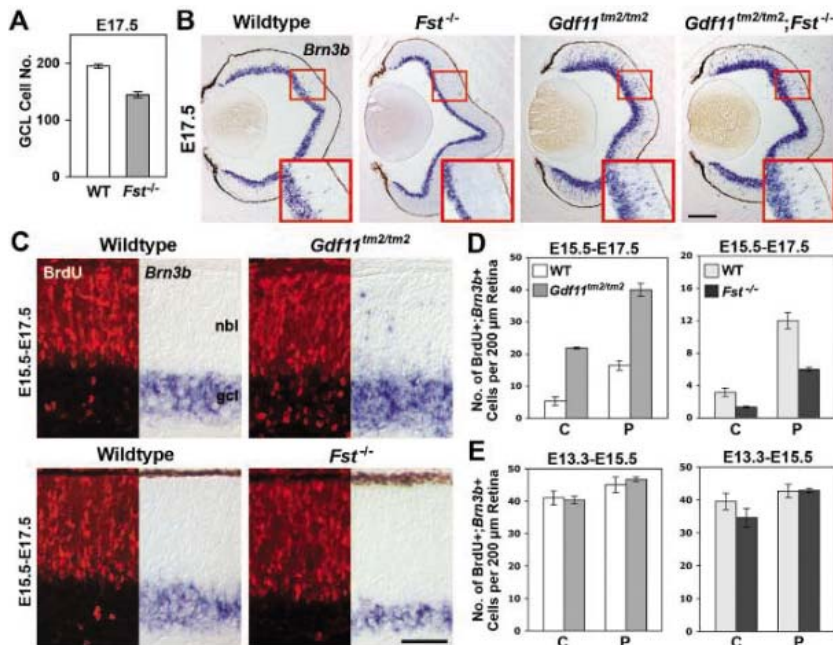 A
E17.5
GCL Cell No.
200
100
0
WT Fst-/-
B
Wildtype Fst-/- Gdf11tm2/tm2 Gdf11tm2/tm2;Fst-/-
Brn3b
E17.5
C
Wildtype Gdf11tm2/tm2
BrdU Brn3b
nbl
gcl
E15.5-E17.5
Wildtype Fst-/-
E15.5-E17.5
D
E15.5-E17.5 E15.5-E17.5
No. of BrdU+;Brn3b+
Cells per 200 µm Retina
50
40
30
20
10
0
WT
Gdf11tm2/tm2
C P
16
12
8
4
0
WT
Fst-/-
C P
E
E13.3-E15.5 E13.3-E15.5
No. of BrdU+;Brn3b+
Cells per 200 µm Retina
50
40
30
20
10
0
C P
50
40
30
20
10
0
C P